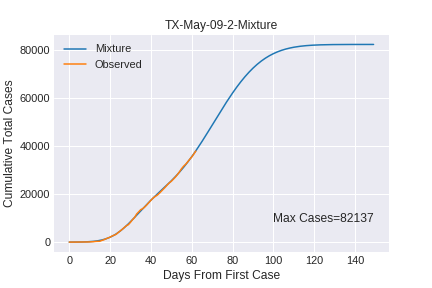 TX-May-09-2-Mixture
Mixture
Observed
Cumulative Total Cases
80000
60000
40000
20000
0
Max Cases=82137
0 20 40 60 80 100 120 140
Days From First Case